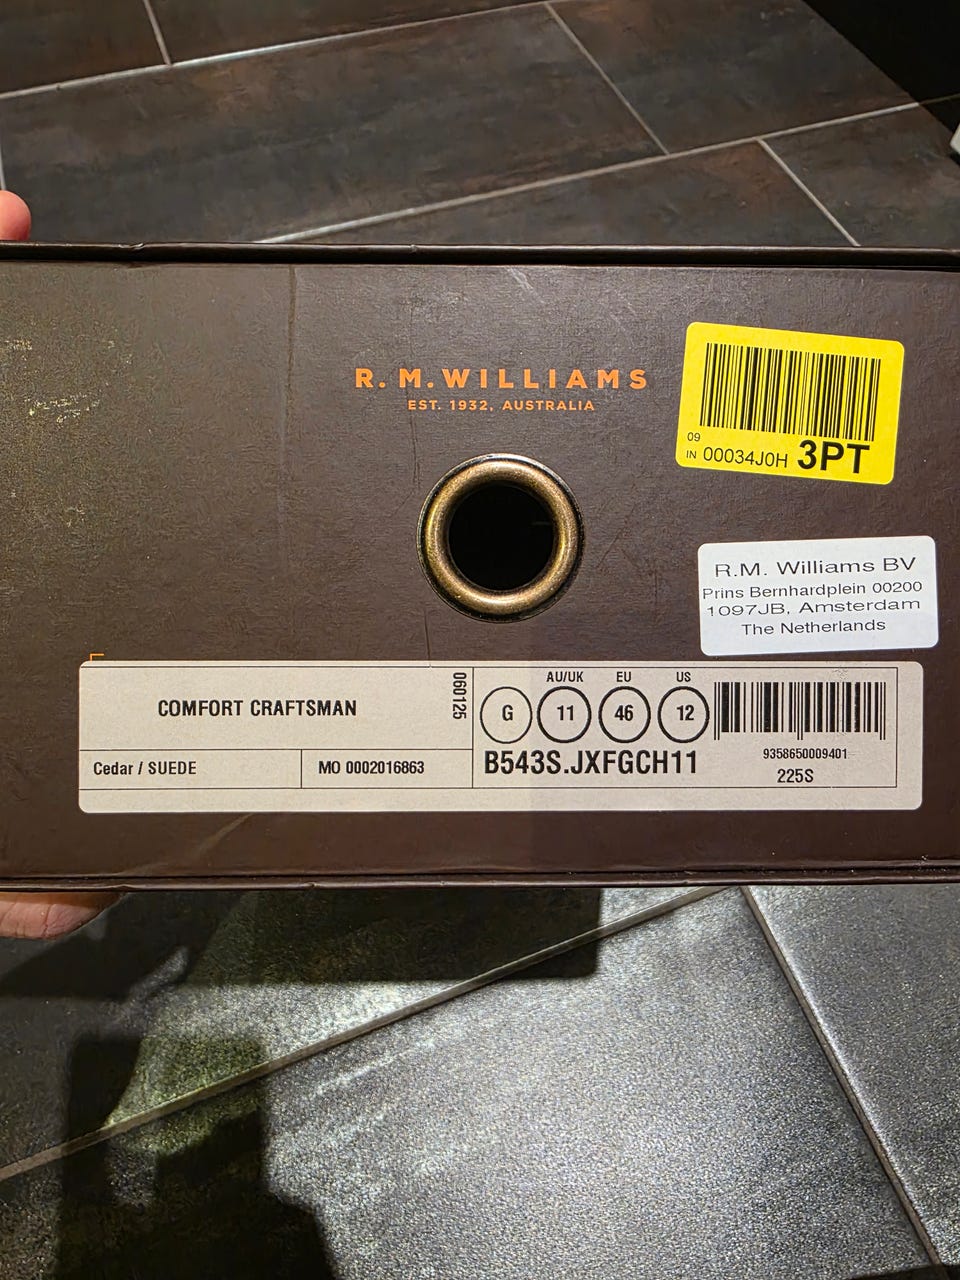 R. M. WILLIAMS
EST. 1932, AUSTRALIA
09
IN 00034J0H 3PT
R.M. Williams BV
Prins Bernhardplein 00200
1097JB, Amsterdam
The Netherlands
COMFORT CRAFTSMAN
060125
AU/UK EU US
G 11 46 12
B543S.JXFGCH11
Cedar / SUEDE
MO 0002016863
9358650009401
225S